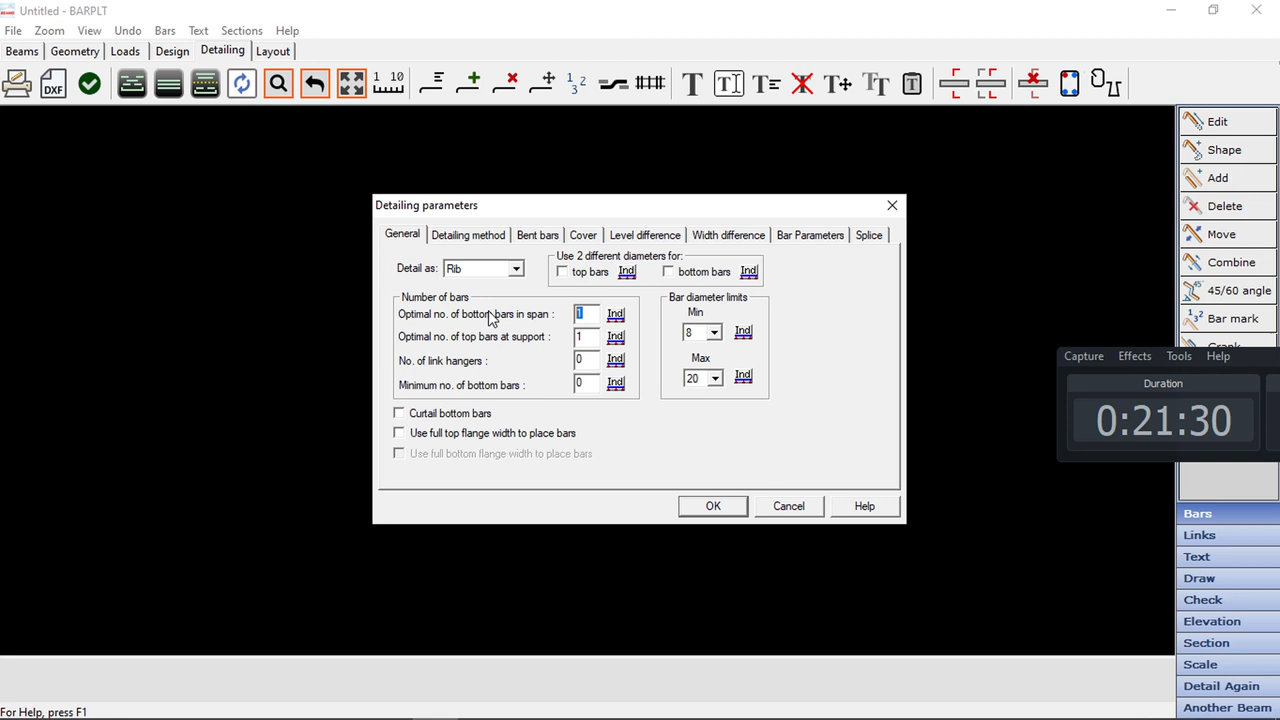 Untitled - BARPLT
File Zoom View Undo Bars Text Sections Help
Beams Geometry Loads Design Detailing Layout
DXF 1 10 1 2 3 T T T T T T
Edit
Shape
Add
Delete
Move
Combine
45/60 angle
1 2 3 Bar mark
Detailing parameters
General Detailing method Bent bars Cover Level difference Width difference Bar Parameters Splice
Detail as: Rib
Use 2 different diameters for:
top bars Ind bottom bars Ind
Number of bars
Optimal no. of bottom bars in span : 1 Ind
Optimal no. of top bars at support : 1 Ind
No. of link hangers : 0 Ind
Minimum no. of bottom bars : 0 Ind
Bar diameter limits
Min
8 Ind
Max
20 Ind
Curtail bottom bars
Use full top flange width to place bars
Use full bottom flange width to place bars
OK Cancel Help
Capture Effects Tools Help
Duration
0:21:30
Bars
Links
Text
Draw
Check
Elevation
Section
Scale
Detail Again
Another Beam
For Help, press F1